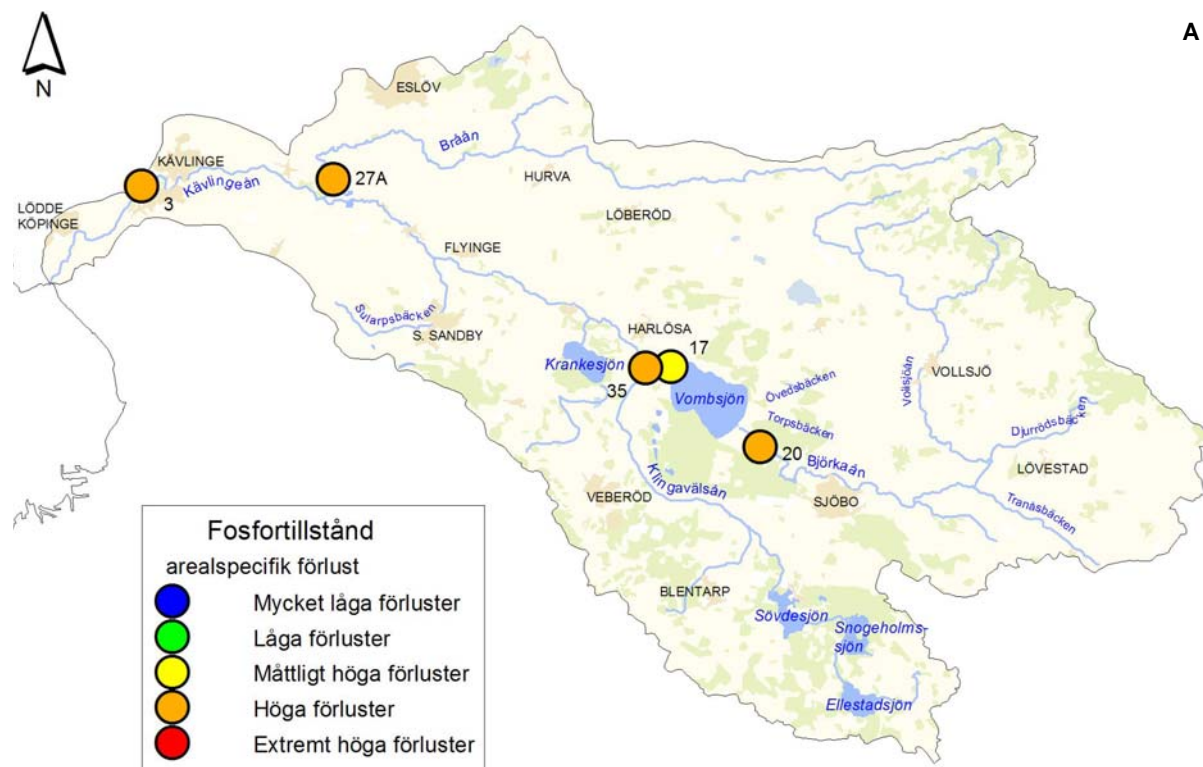 A
N
ESLÖV
Bråån
KÄVLINGE
Kävlingeån
27A
3
HURVA
LÖDDE
KÖPINGE
LÖBERÖD
FLYINGE
Sularpsbäcken
S. SANDBY
HARLÖSA
17
Krankesjön
35
Vombsjön
Övedsbäcken
Torpsbäcken
Vollsjöån
VOLLSJÖ
Djurrödsbäcken
20
Björkaån
LÖVESTAD
Klingavälsån
VEBERÖD
SJÖBO
Tranåsbäcken
BLENTARP
Sövdesjön
Snogeholms-
sjön
Ellestadsjön
Fosfortillstånd
arealspecifik förlust
Mycket låga förluster
Låga förluster
Måttligt höga förluster
Höga förluster
Extremt höga förluster